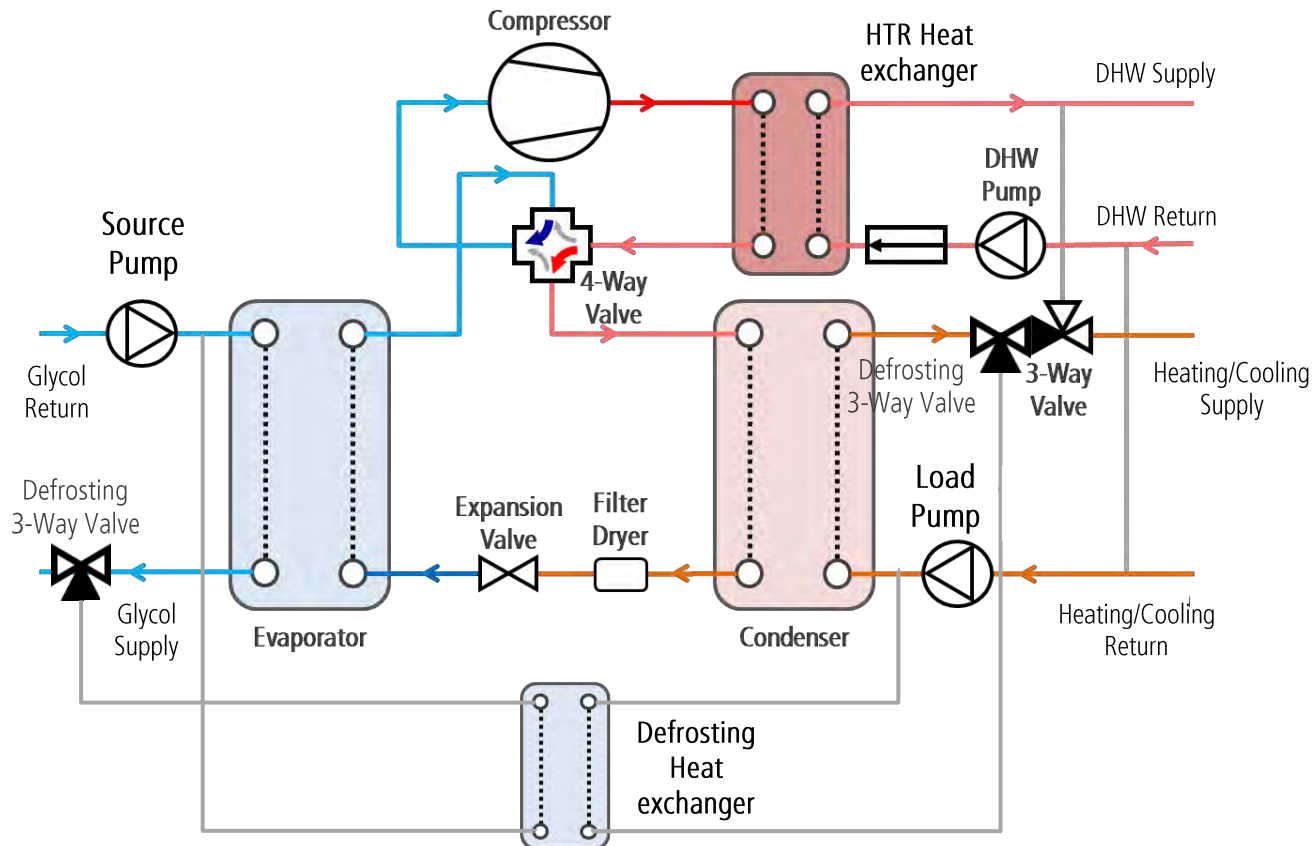 Compressor
HTR Heat
exchanger
DHW Supply
DHW
Pump
DHW Return
Source
Pump
4-Way
Valve
Glycol
Return
Defrosting
3-Way Valve
3-Way
Valve
Heating/Cooling
Supply
Defrosting
3-Way Valve
Expansion
Valve
Filter
Dryer
Load
Pump
Glycol
Supply
Evaporator
Condenser
Heating/Cooling
Return
Defrosting
Heat
exchanger